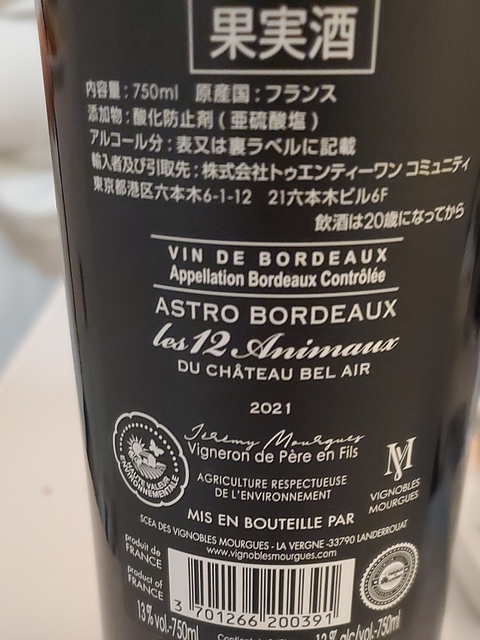 果実酒
内容量：750ml 原産国：フランス
添加物：酸化防止剤（亜硫酸塩）
アルコール分：表又は裏ラベルに記載
輸入者及び引取先：株式会社トゥエンティーワン コミュニティ
東京都港区六本木6-1-12 21六本木ビル6F
飲酒は20歳になってから
VIN DE BORDEAUX
Appellation Bordeaux Contrôlée
ASTRO BORDEAUX
les 12 Animaux
DU CHÂTEAU BEL AIR
2021
Jérémy Mourgues
Vigneron de Père en Fils
HAUTE VALEUR ENVIRONNEMENTALE
AGRICULTURE RESPECTUEUSE
DE L'ENVIRONNEMENT
VM
VIGNOBLES
MOURGUES
MIS EN BOUTEILLE PAR
SCEA DES VIGNOBLES MOURGUES - LA VERGNE -33790 LANDERROUAT
www.vignoblesmourgues.com
produit de
FRANCE
product of
FRANCE
3 701266 200391
13%vol.-750ml
alc/vol-750ml